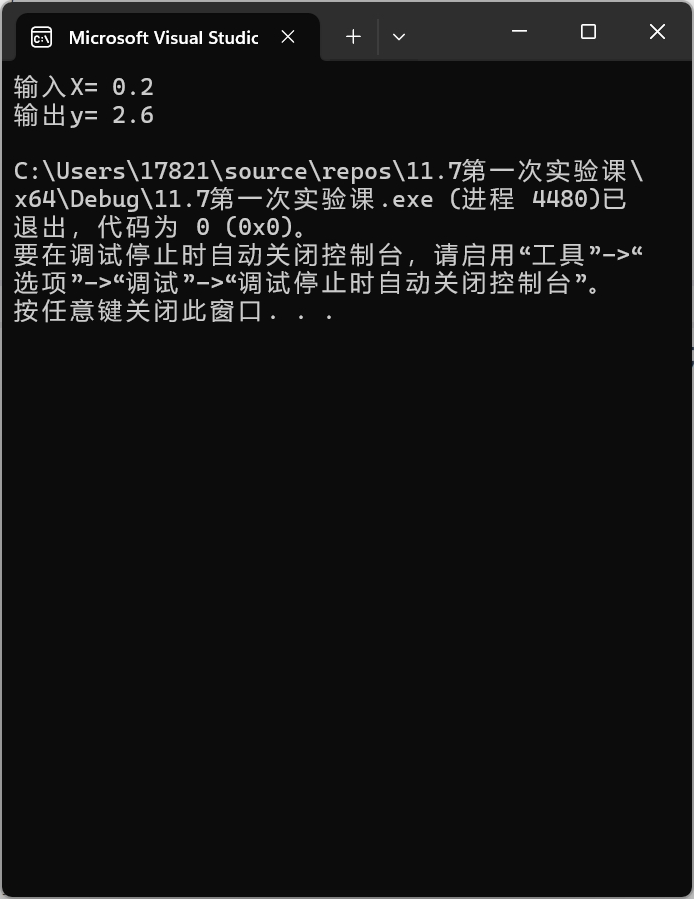 Microsoft Visual Studic
输入X= 0.2
输出y= 2.6
C:\Users\17821\source\repos\11.7第一次实验课\
x64\Debug\11.7第一次实验课.exe (进程 4480)已
退出，代码为 0 (0x0)。
要在调试停止时自动关闭控制台，请启用“工具”->“
选项”->“调试”->“调试停止时自动关闭控制台”。
按任意键关闭此窗口. . .